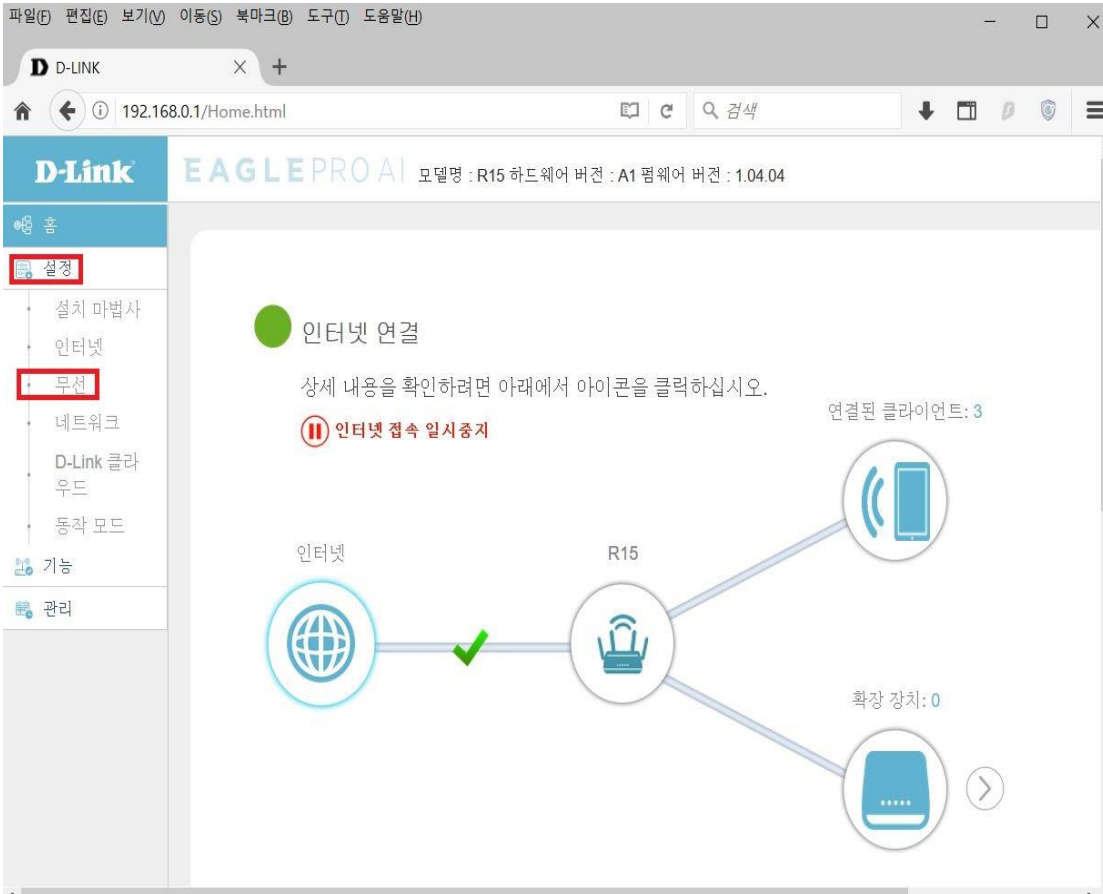 파일(F) 편집(E) 보기(V) 이동(S) 북마크(B) 도구(T) 도움말(H)
D D-LINK
192.168.0.1/Home.html
검색
D-Link
EAGLE PRO AI 모델명 : R15 하드웨어 버전 : A1 펌웨어 버전 : 1.04.04
홈
설정
설치 마법사
인터넷
무선
네트워크
D-Link 클라
우드
동작 모드
기능
관리
인터넷 연결
상세 내용을 확인하려면 아래에서 아이콘을 클릭하십시오.
인터넷 접속 일시중지
연결된 클라이언트: 3
인터넷
R15
확장 장치: 0